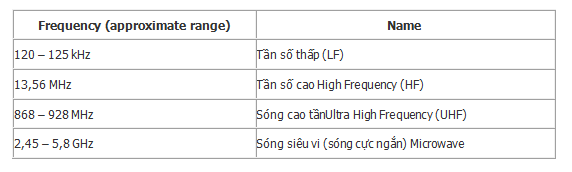 Frequency (approximate range) Name
120 – 125 kHz Tần số thấp (LF)
13,56 MHz Tần số cao High Frequency (HF)
868 – 928 MHz Sóng cao tầnUltra High Frequency (UHF)
2,45 – 5,8 GHz Sóng siêu vi (sóng cực ngắn) Microwave